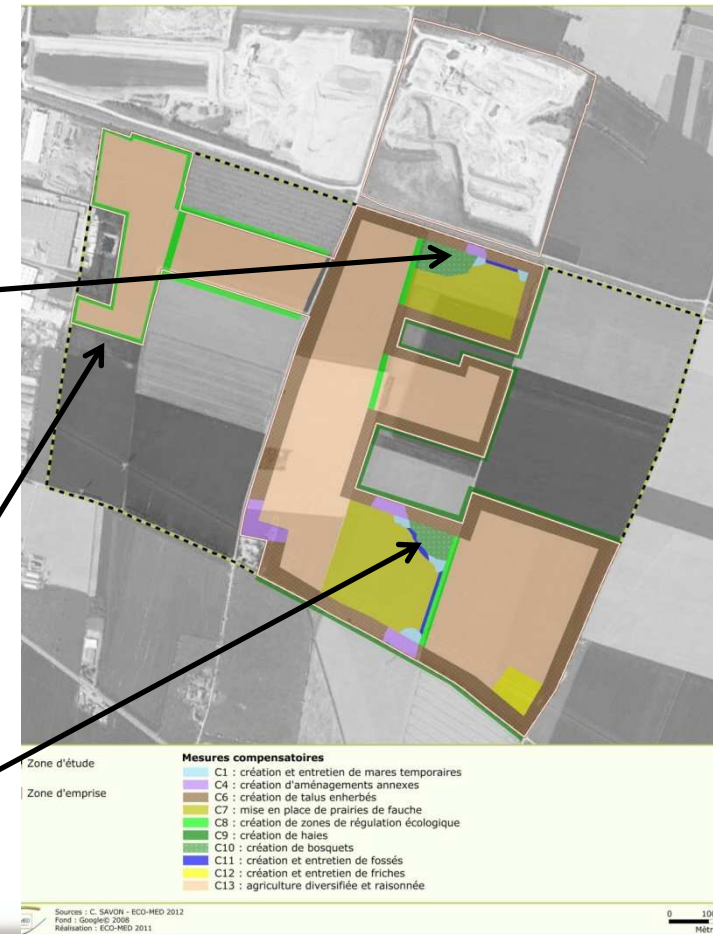 Zone d'étude
Zone d'emprise
Mesures compensatoires
C1 : création et entretien de mares temporaires
C4 : création d'aménagements annexes
C6 : création de talus enherbés
C7 : mise en place de prairies de fauche
C8 : création de zones de régulation écologique
C9 : création de haies
C10 : création de bosquets
C11 : création et entretien de fossés
C12 : création et entretien de friches
C13 : agriculture diversifiée et raisonnée
Sources : C. SAVON - ECO-MED 2012
Fond : Google© 2008
Réalisation : ECO-MED 2011
0 100
Mètr